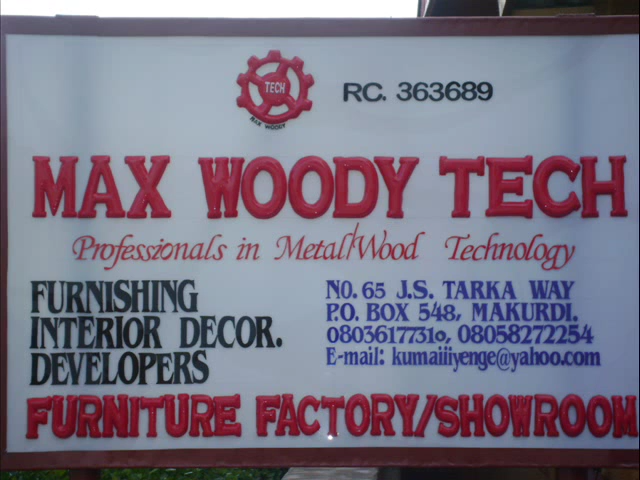 TECH
MAX WOODY
RC. 363689
MAX WOODY TECH
Professionals in Metal/Wood Technology
FURNISHING
INTERIOR DECOR.
DEVELOPERS
NO. 65 J.S. TARKA WAY
P.O. BOX 548, MAKURDI.
08036177310, 08058272254
E-mail: kumaiiiyenge@yahoo.com
FURNITURE FACTORY/SHOWROOM